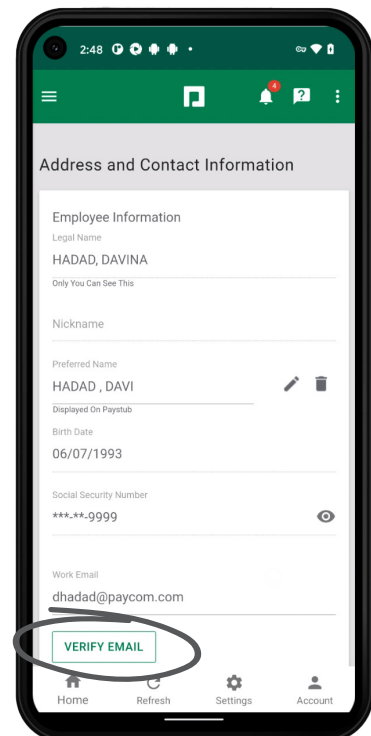 2:48
4
?
Address and Contact Information
Employee Information
Legal Name
HADAD, DAVINA
Only You Can See This
Nickname
Preferred Name
HADAD , DAVI
Displayed On Paystub
Birth Date
06/07/1993
Social Security Number
***-**-9999
Work Email
dhadad@paycom.com
VERIFY EMAIL
Home Refresh Settings Account